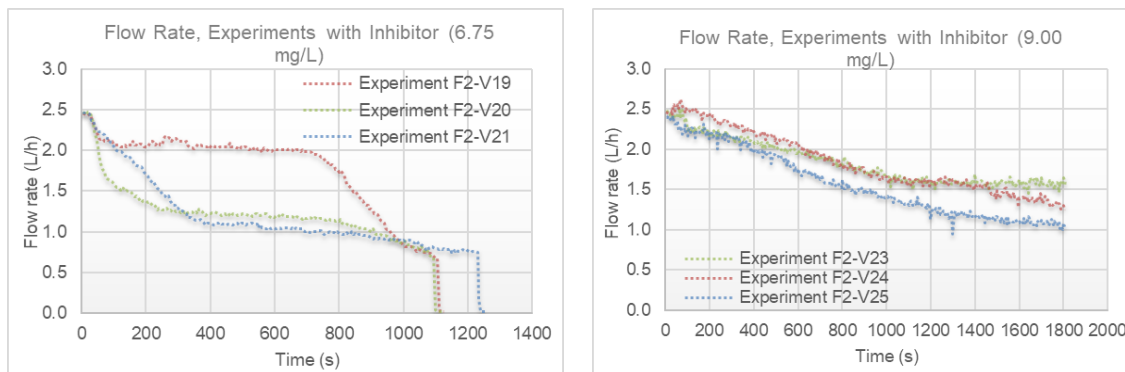 Flow Rate, Experiments with Inhibitor (6.75
mg/L)
Flow rate (L/h)
3.0
2.5
2.0
1.5
1.0
0.5
0.0
Experiment F2-V19
Experiment F2-V20
Experiment F2-V21
0 200 400 600 800 1000 1200 1400
Time (s)
Flow Rate, Experiments with Inhibitor (9.00
mg/L)
Flow rate (L/h)
3.0
2.5
2.0
1.5
1.0
0.5
0.0
Experiment F2-V23
Experiment F2-V24
Experiment F2-V25
0 200 400 600 800 1000 1200 1400 1600 1800 2000
Time (s)